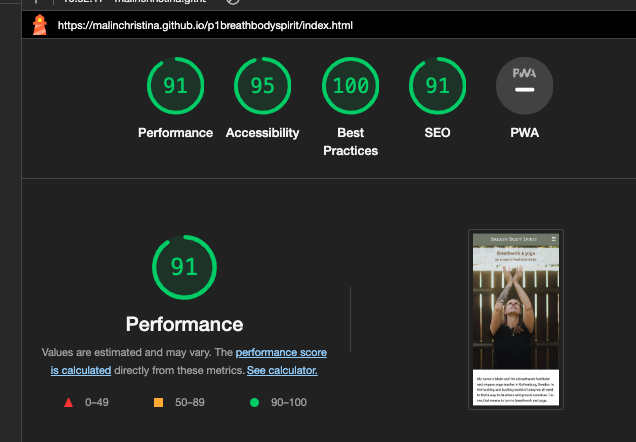 https://malinchristina.github.io/p1breathbodyspirit/index.html
91
95
100
91
PWA
Performance
Accessibility
Best
Practices
SEO
PWA
91
Performance
Values are estimated and may vary. The performance score
is calculated directly from these metrics. See calculator.
0–49
50–89
90–100
BREATH BODY SPIRIT
Breathwork & yoga